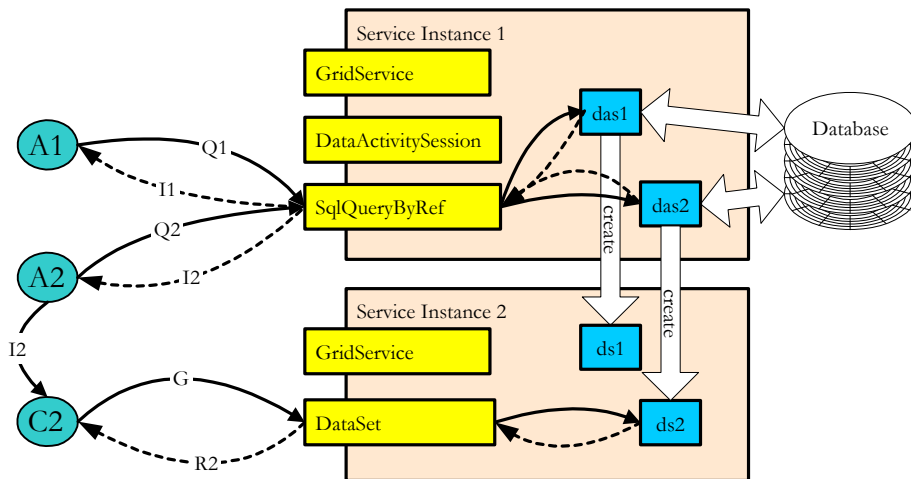 Service Instance 1
GridService
das1
Database
DataActivitySession
A1
Q1
I1
SqlQueryByRef
das2
Q2
create
A2
I2
create
Service Instance 2
I2
GridService
ds1
G
C2
DataSet
ds2
R2